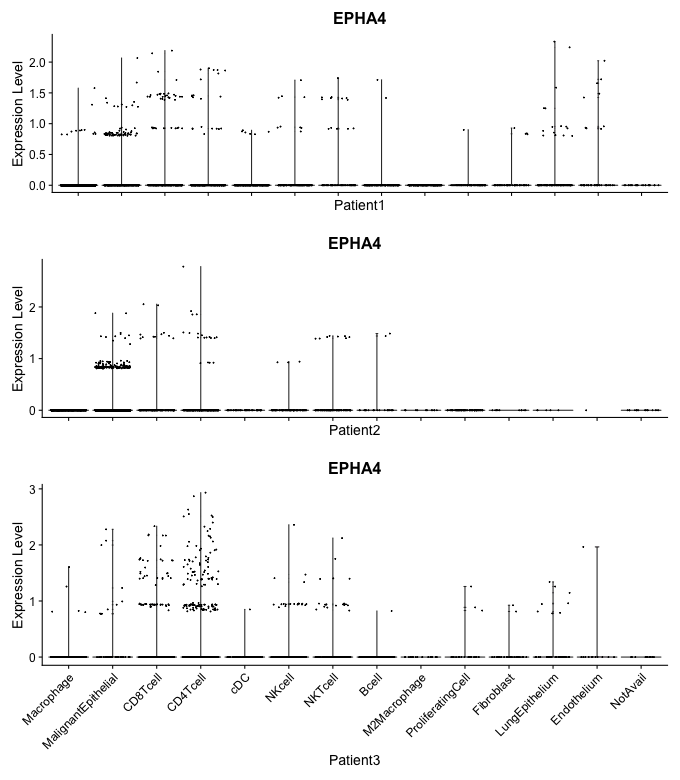 EPHA4
Expression Level
2.0
1.5
1.0
0.5
0.0
Patient1
EPHA4
Expression Level
2
1
0
Patient2
EPHA4
Expression Level
3
2
1
0
Macrophage
MalignantEpithelial
CD8Tcell
CD4Tcell
cDC
NKcell
NKTcell
Bcell
M2Macrophage
ProliferatingCell
Fibroblast
LungEpithelium
Endothelium
NotAvail
Patient3